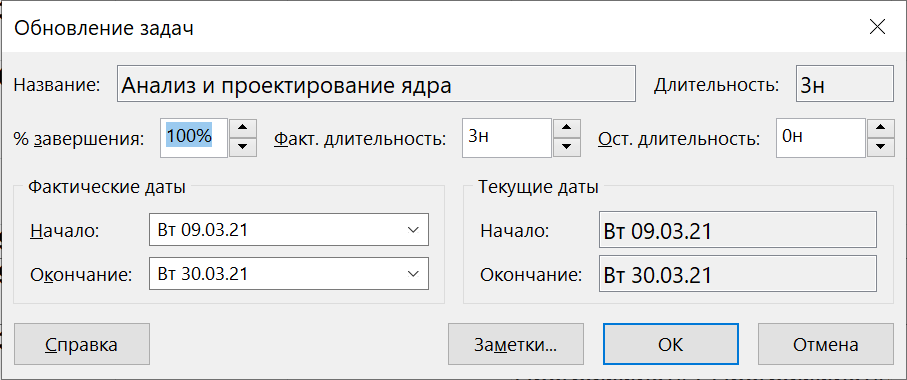 Обновление задач
Название: Анализ и проектирование ядра Длительность: 3н
% завершения: 100% Факт. длительность: 3н Ост. длительность: 0н
Фактические даты Текущие даты
Начало: Вт 09.03.21 Начало: Вт 09.03.21
Окончание: Вт 30.03.21 Окончание: Вт 30.03.21
Справка Заметки... ОК Отмена